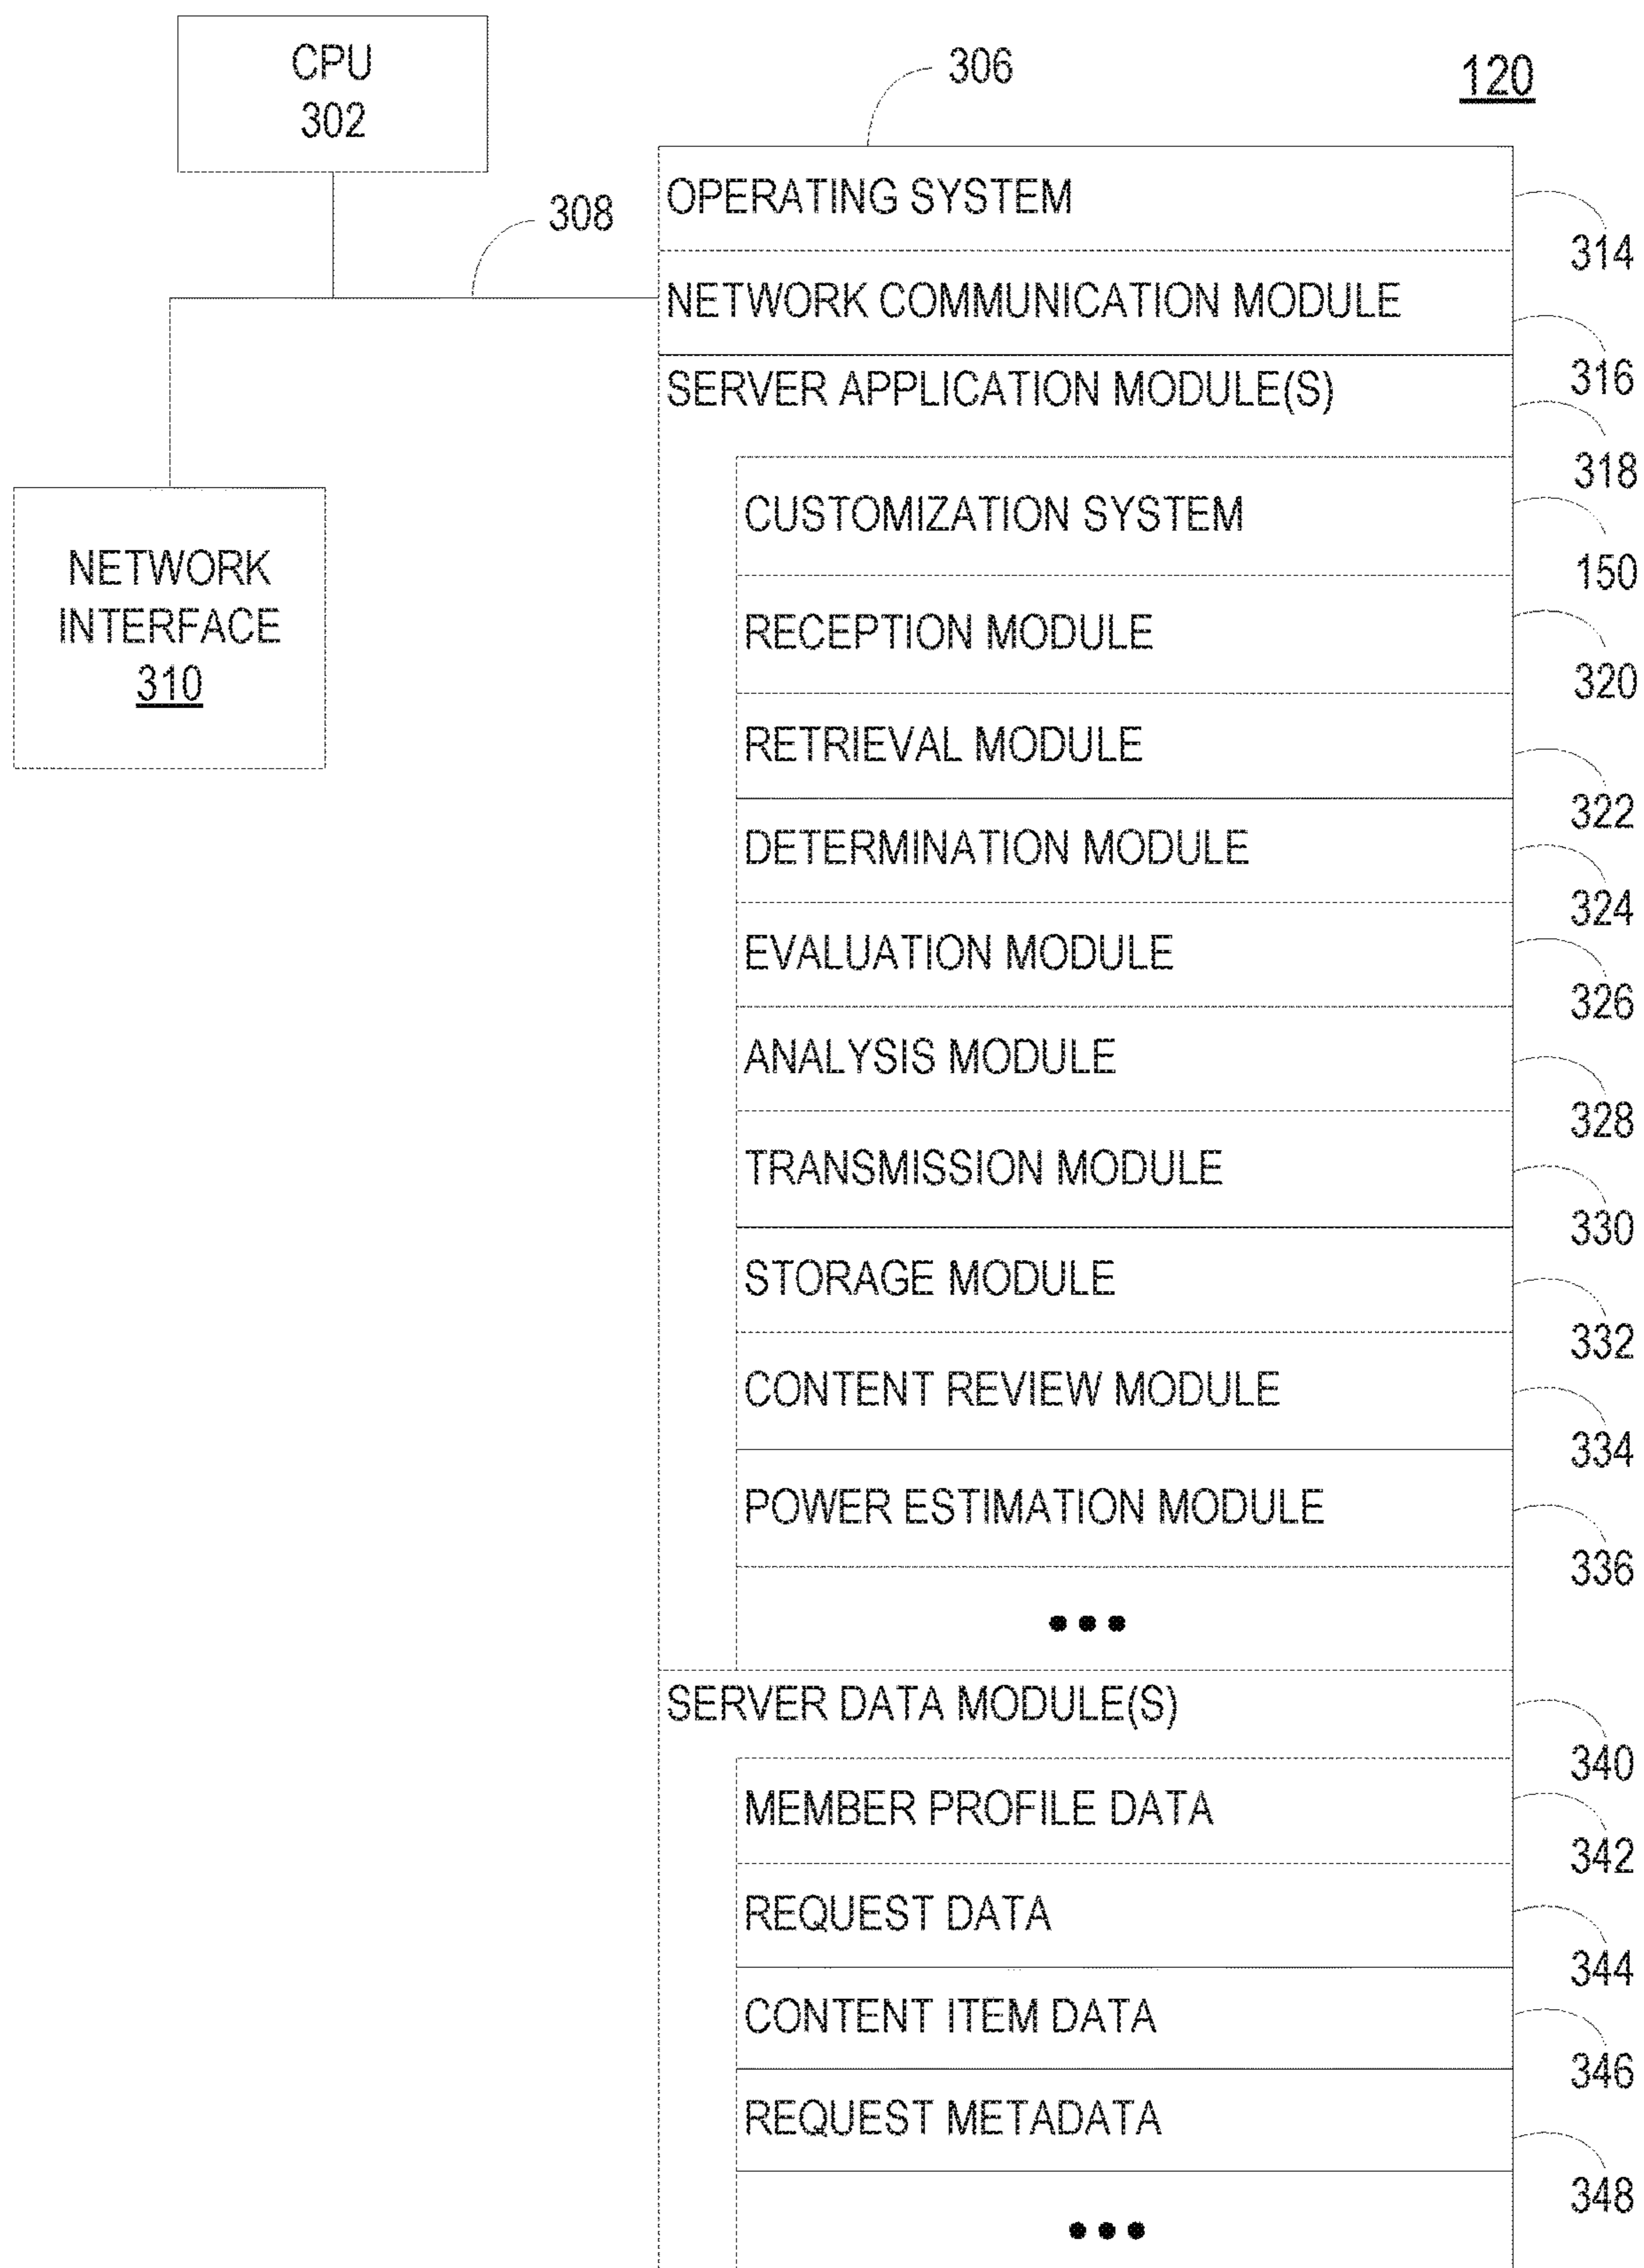 CPU
302
306
120
308
OPERATING SYSTEM
314
NETWORK COMMUNICATION MODULE
316
SERVER APPLICATION MODULE(S)
318
CUSTOMIZATION SYSTEM
150
NETWORK
INTERFACE
310
RECEPTION MODULE
320
RETRIEVAL MODULE
322
DETERMINATION MODULE
324
EVALUATION MODULE
326
ANALYSIS MODULE
328
TRANSMISSION MODULE
330
STORAGE MODULE
332
CONTENT REVIEW MODULE
334
POWER ESTIMATION MODULE
336
•••
SERVER DATA MODULE(S)
340
MEMBER PROFILE DATA
342
REQUEST DATA
344
CONTENT ITEM DATA
346
REQUEST METADATA
348
•••